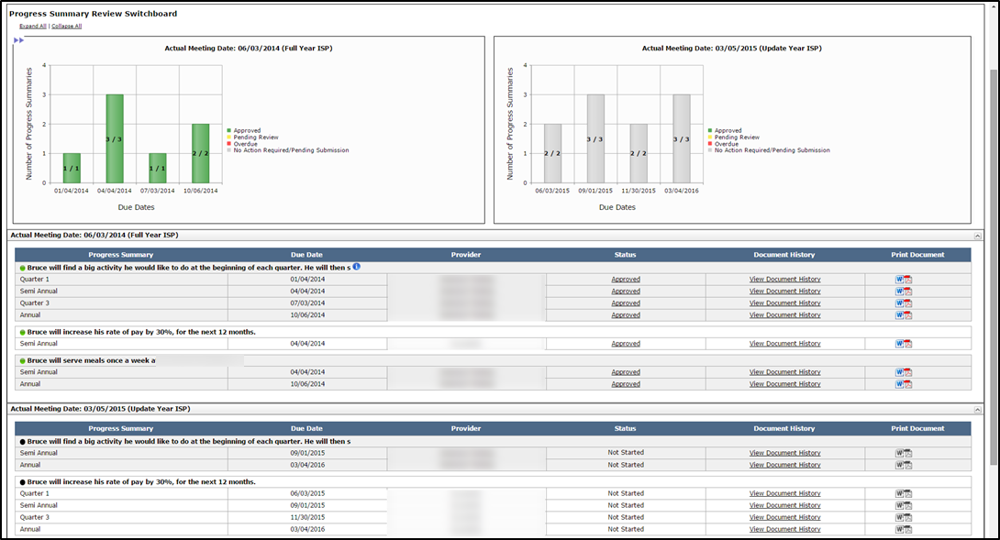 Progress Summary Review Switchboard
Expand All | Collapse All
Actual Meeting Date: 06/03/2014 (Full Year ISP)
Number of Progress Summaries
4
3
2
1
0
1 / 1
3 / 3
1 / 1
2 / 2
01/04/2014 04/04/2014 07/03/2014 10/06/2014
Due Dates
Approved
Pending Review
Overdue
No Action Required/Pending Submission
Actual Meeting Date: 03/05/2015 (Update Year ISP)
Number of Progress Summaries
4
3
2
1
0
2 / 2
3 / 3
2 / 2
3 / 3
06/03/2015 09/01/2015 11/30/2015 03/04/2016
Due Dates
Approved
Pending Review
Overdue
No Action Required/Pending Submission
Actual Meeting Date: 06/03/2014 (Full Year ISP)
Progress Summary Due Date Provider Status Document History Print Document
Bruce will find a big activity he would like to do at the beginning of each quarter. He will then s
Quarter 1 01/04/2014 Approved View Document History
Semi Annual 04/04/2014 Approved View Document History
Quarter 3 07/03/2014 Approved View Document History
Annual 10/06/2014 Approved View Document History
Bruce will increase his rate of pay by 30%, for the next 12 months.
Semi Annual 04/04/2014 Approved View Document History
Bruce will serve meals once a week a
Semi Annual 04/04/2014 Approved View Document History
Annual 10/06/2014 Approved View Document History
Actual Meeting Date: 03/05/2015 (Update Year ISP)
Progress Summary Due Date Provider Status Document History Print Document
Bruce will find a big activity he would like to do at the beginning of each quarter. He will then s
Semi Annual 09/01/2015 Not Started View Document History
Annual 03/04/2016 Not Started View Document History
Bruce will increase his rate of pay by 30%, for the next 12 months.
Quarter 1 06/03/2015 Not Started View Document History
Semi Annual 09/01/2015 Not Started View Document History
Quarter 3 11/30/2015 Not Started View Document History
Annual 03/04/2016 Not Started View Document History